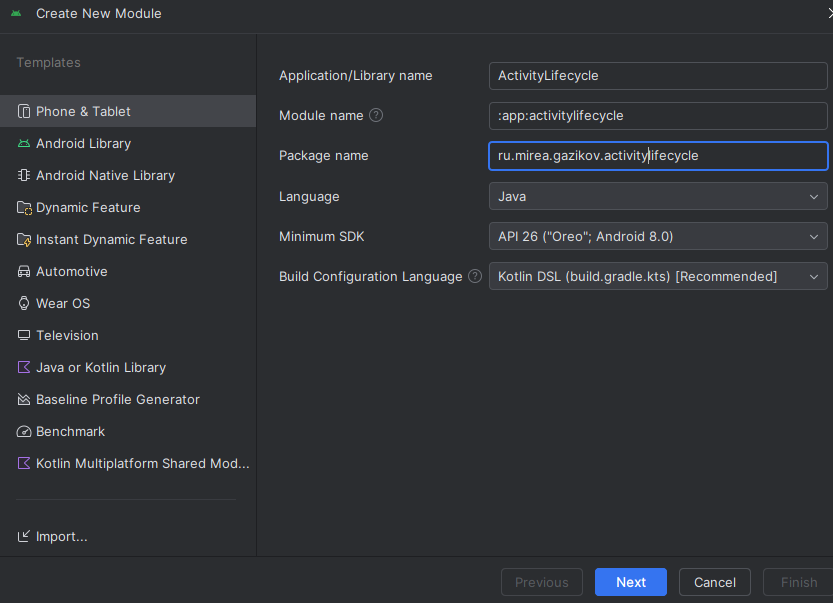 Create New Module
Templates
Phone & Tablet
Android Library
Android Native Library
Dynamic Feature
Instant Dynamic Feature
Automotive
Wear OS
Television
Java or Kotlin Library
Baseline Profile Generator
Benchmark
Kotlin Multiplatform Shared Mod...
Import...
Application/Library name
ActivityLifecycle
Module name ?
:app:activitylifecycle
Package name
ru.mirea.gazikov.activitylifecycle
Language
Java
Minimum SDK
API 26 ("Oreo"; Android 8.0)
Build Configuration Language ?
Kotlin DSL (build.gradle.kts) [Recommended]
Previous
Next
Cancel
Finish